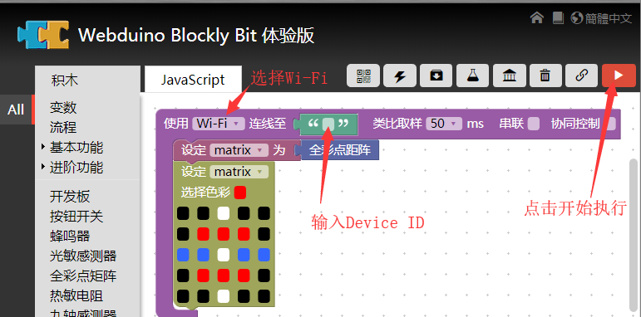 简体中文
Webduino Blockly Bit 体验版
积木
JavaScript
选择Wi-Fi
All
变数
流程
基本功能
进阶功能
开发板
按钮开关
蜂鸣器
光敏感测器
全彩点矩阵
热敏电阻
九轴感测器
使用 Wi-Fi 连线至 “ ” 类比取样 50 ms 串联 协同控制
设定 matrix 为 全彩点距阵
设定 matrix
选择色彩
输入Device ID
点击开始执行